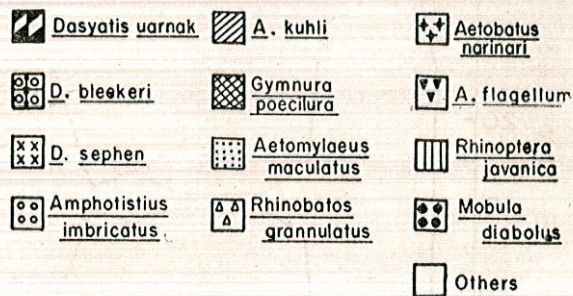 Dasyatis uarnak
D. bleekeri
D. sephen
Amphotistius
imbricatus
A. kuhli
Gymnura
poecilura
Aetomylaeus
maculatus
Rhinobatos
grannulatus
Aetobatus
narinari
A. flagellum
Rhinoptera
javanica
Mobula
diabolus
Others